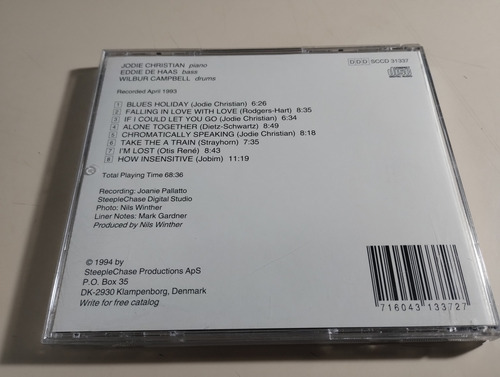 JODIE CHRISTIAN piano
EDDIE DE HAAS bass
WILBUR CAMPBELL drums
DDD SCCD 31337
COMPACT disc DIGITAL AUDIO
Recorded April 1993
1 BLUES HOLIDAY (Jodie Christian) 6:26
2 FALLING IN LOVE WITH LOVE (Rodgers-Hart) 8:35
3 IF I COULD LET YOU GO (Jodie Christian) 6:34
4 ALONE TOGETHER (Dietz-Schwartz) 8:49
5 CHROMATICALLY SPEAKING (Jodie Christian) 8:18
6 TAKE THE A TRAIN (Strayhorn) 7:35
7 I'M LOST (Otis René) 8:43
8 HOW INSENSITIVE (Jobim) 11:19
Total Playing Time 68:36
Recording: Joanie Pallatto
SteepleChase Digital Studio
Photo: Nils Winther
Liner Notes: Mark Gardner
Produced by Nils Winther
© 1994 by
SteepleChase Productions ApS
P.O. Box 35
DK-2930 Klampenborg, Denmark
Write for free catalog
716043 133727